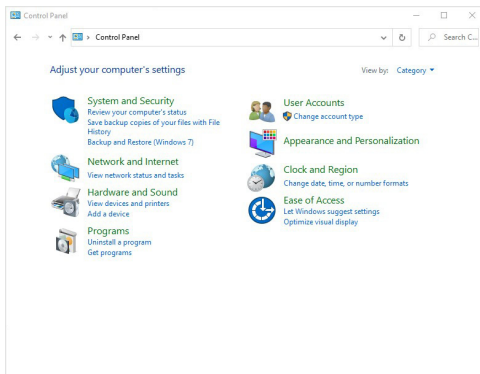 Control Panel
Control Panel
Search C...
Adjust your computer's settings
View by: Category
System and Security
Review your computer's status
Save backup copies of your files with File
History
Backup and Restore (Windows 7)
Network and Internet
View network status and tasks
Hardware and Sound
View devices and printers
Add a device
Programs
Uninstall a program
Get programs
User Accounts
Change account type
Appearance and Personalization
Clock and Region
Change date, time, or number formats
Ease of Access
Let Windows suggest settings
Optimize visual display